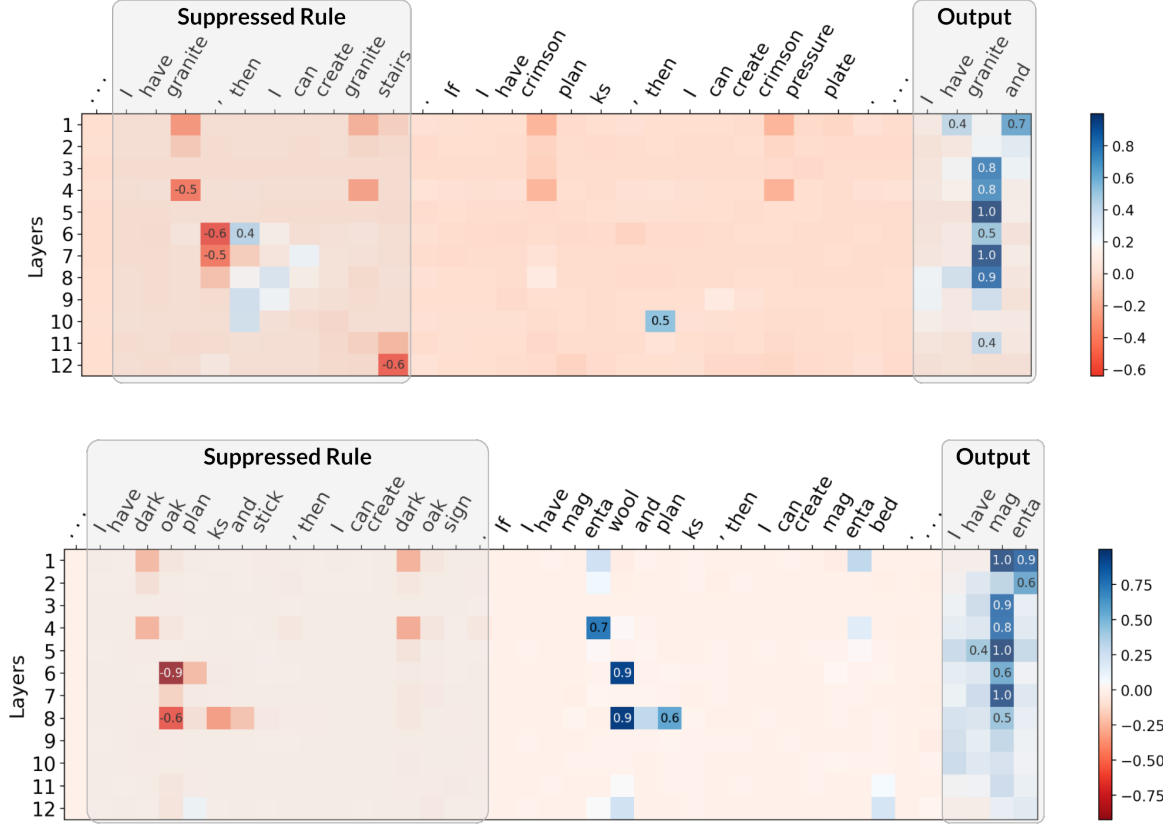 Suppressed Rule Output
... I have granite , then I can create granite stairs . If I have crimson plan ks , then I can create crimson pressure plate . ... I have granite and
Layers
1 0.4 0.7
2
3 0.8
4 -0.5 0.8
5 1.0
6 -0.6 0.4 0.5
7 -0.5 1.0
8 0.9
9
10 0.5
11 0.4
12 -0.6
0.8
0.6
0.4
0.2
0.0
−0.2
−0.4
−0.6
Suppressed Rule Output
... I have dark oak plan ks and stick , then I can create dark oak sign . If I have mag enta wool and plan ks , then I can create mag enta bed . ... I have mag enta
Layers
1 1.0 0.9
2 0.6
3 0.9
4 0.7 0.8
5 0.4 1.0
6 -0.9 0.9 0.6
7 1.0
8 -0.6 0.9 0.6 0.5
9
10
11
12
0.75
0.50
0.25
0.00
−0.25
−0.50
−0.75